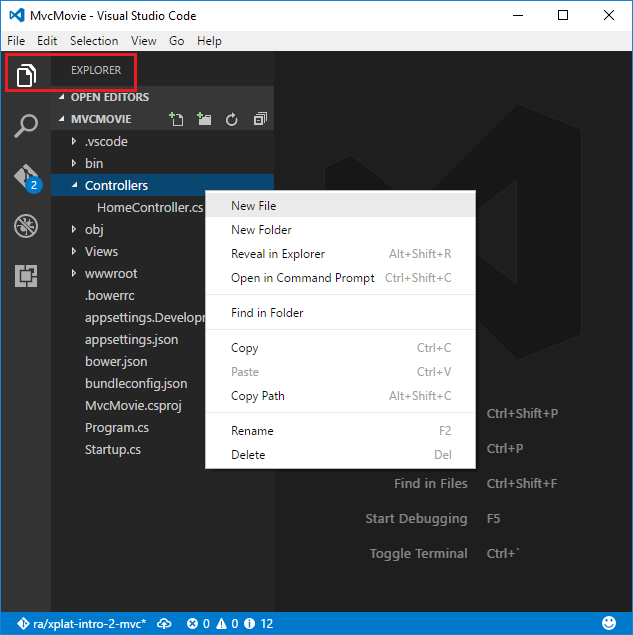 MvcMovie - Visual Studio Code
File Edit Selection View Go Help
EXPLORER
OPEN EDITORS
MVCMOVIE
.vscode
bin
Controllers
HomeController.cs
obj
Views
wwwroot
.bowerrc
appsettings.Develop
appsettings.json
bower.json
bundleconfig.json
MvcMovie.csproj
Program.cs
Startup.cs
2
New File
New Folder
Reveal in Explorer Alt+Shift+R
Open in Command Prompt Ctrl+Shift+C
Find in Folder
Copy Ctrl+C
Paste Ctrl+V
Copy Path Alt+Shift+C
Rename F2
Delete Del
Ctrl+Shift+P
Ctrl+P
Find in Files Ctrl+Shift+F
Start Debugging F5
Toggle Terminal Ctrl+`
ra/xplat-intro-2-mvc* 0 0 12